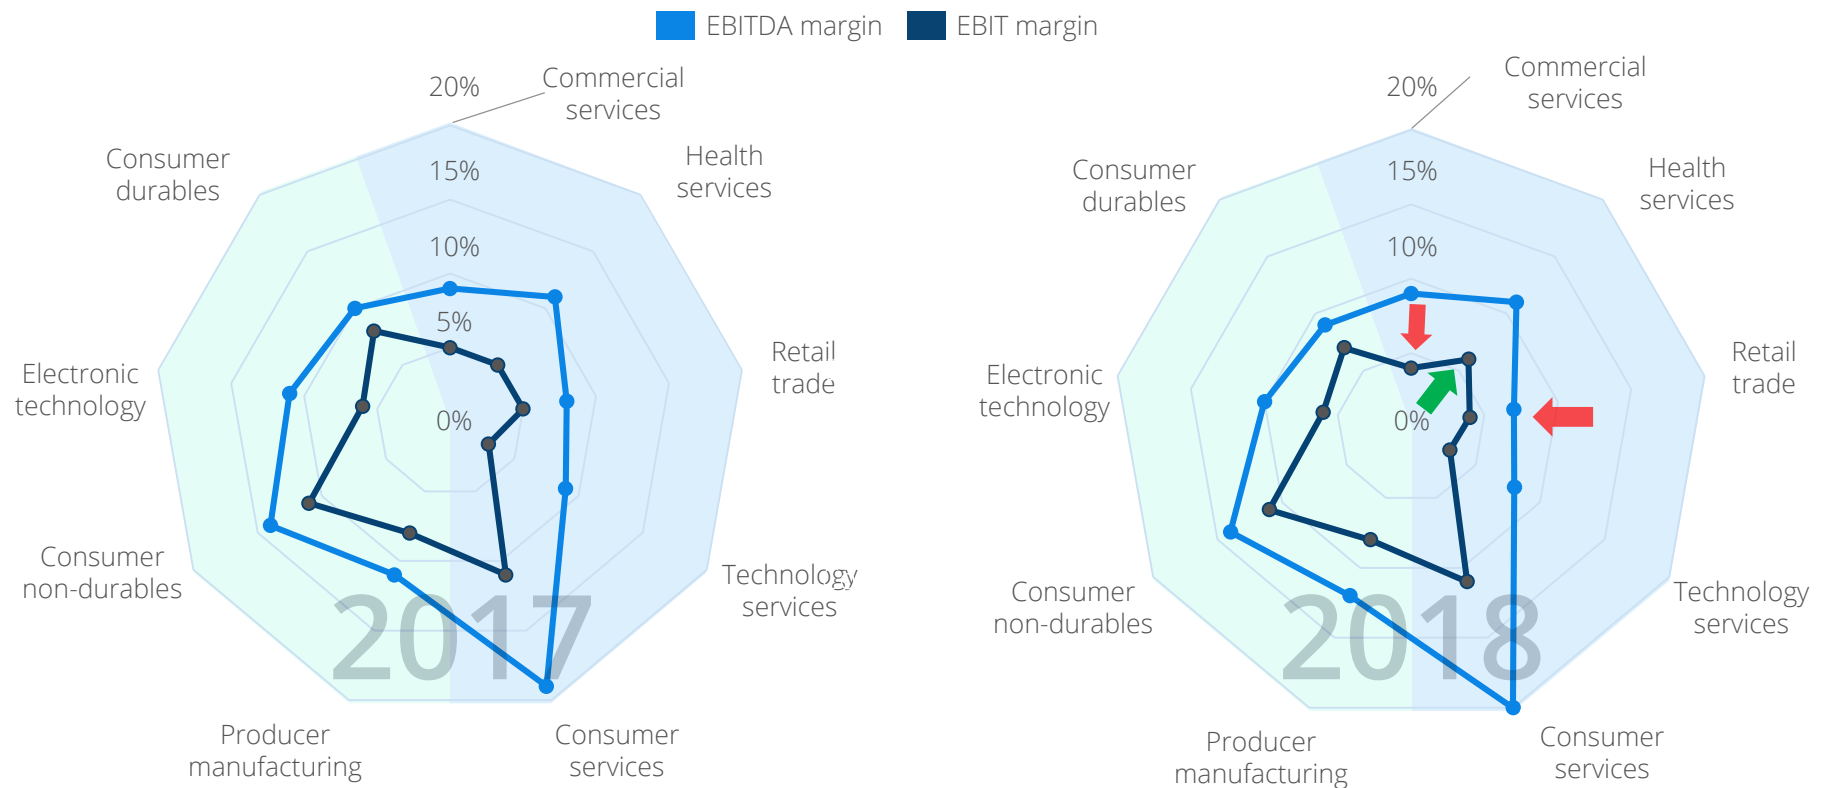 EBITDA margin
EBIT margin
20%
Commercial
services
15%
10%
5%
0%
Health
services
Retail
trade
Technology
services
Consumer
services
Producer
manufacturing
Consumer
non-durables
Electronic
technology
Consumer
durables
2017
20%
Commercial
services
15%
10%
0%
Health
services
Retail
trade
Technology
services
Consumer
services
Producer
manufacturing
Consumer
non-durables
Electronic
technology
Consumer
durables
2018